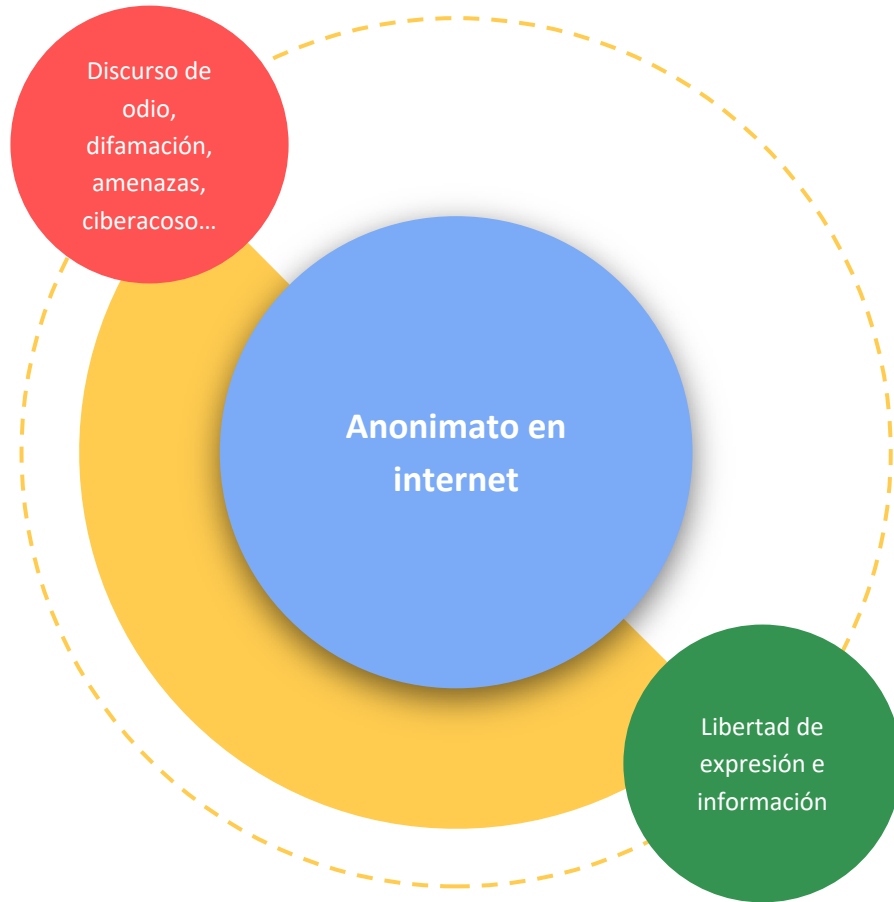 Discurso de
odio,
difamación,
amenazas,
ciberacoso...
Anonimato en
internet
Libertad de
expresión e
información